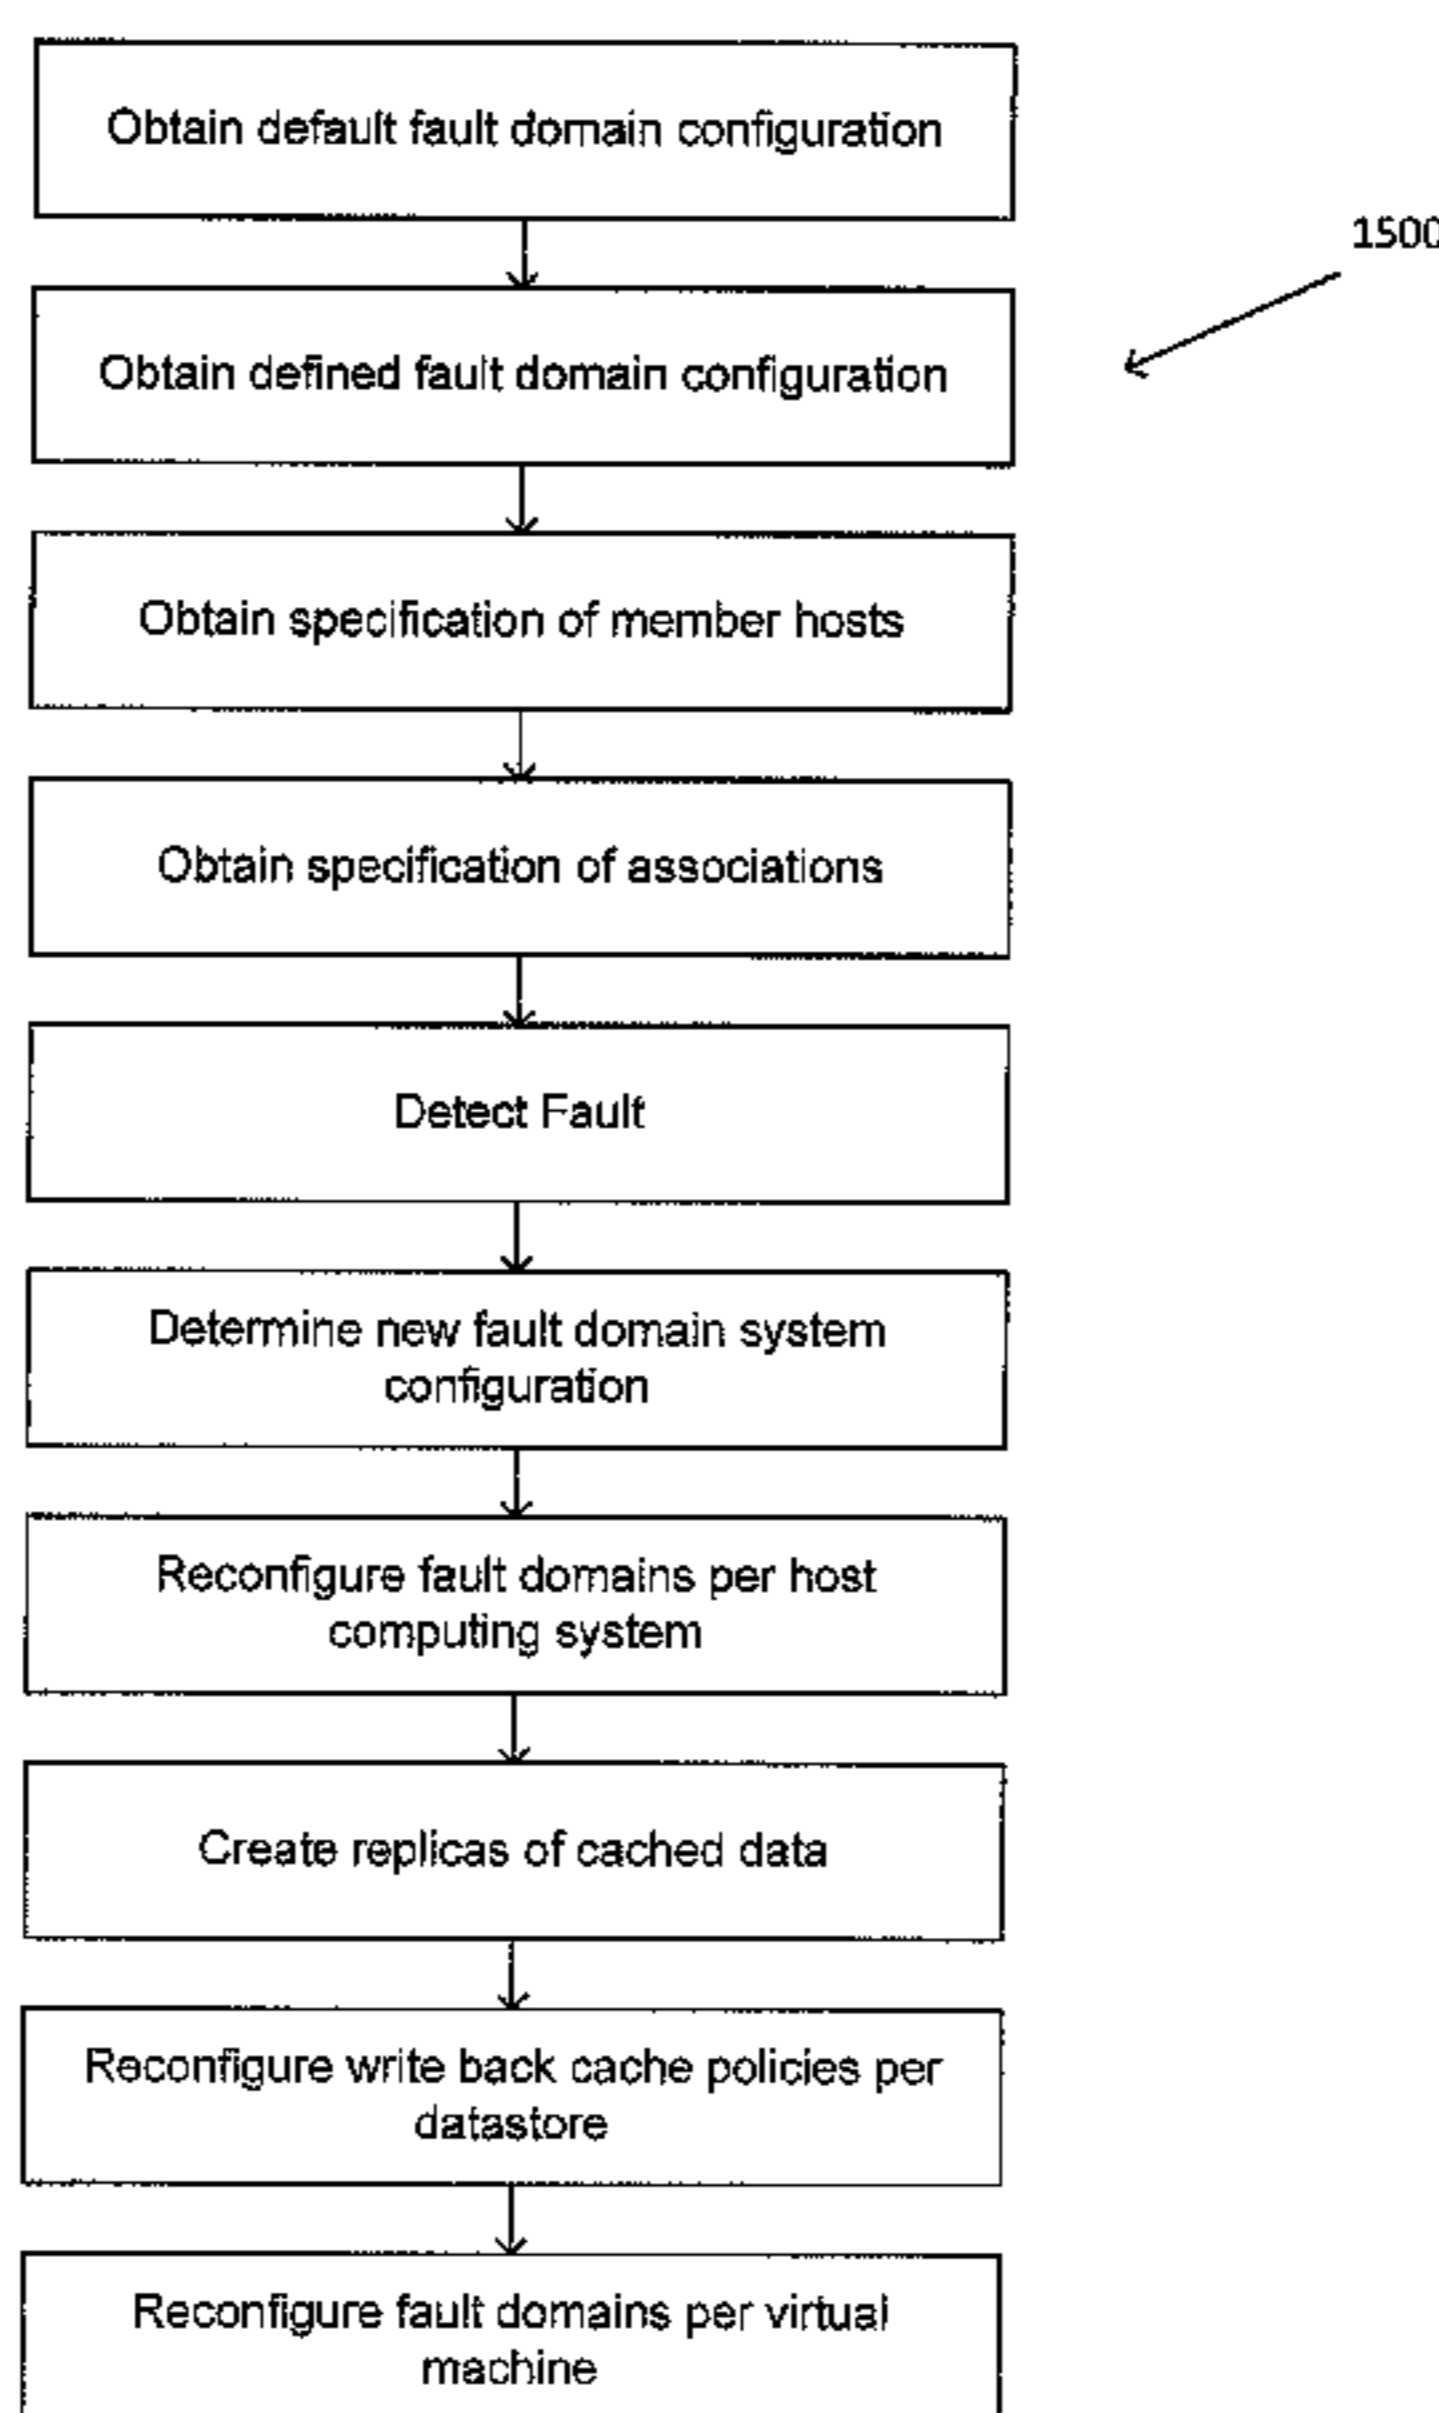 Obtain default fault domain configuration
1500
Obtain defined fault domain configuration
Obtain specification of member hosts
Obtain specification of associations
Detect Fault
Determine new fault domain system
configuration
Reconfigure fault domains per host
computing system
Create replicas of cached data
Reconfigure write back cache policies per
datastore
Reconfigure fault domains per virtual
machine